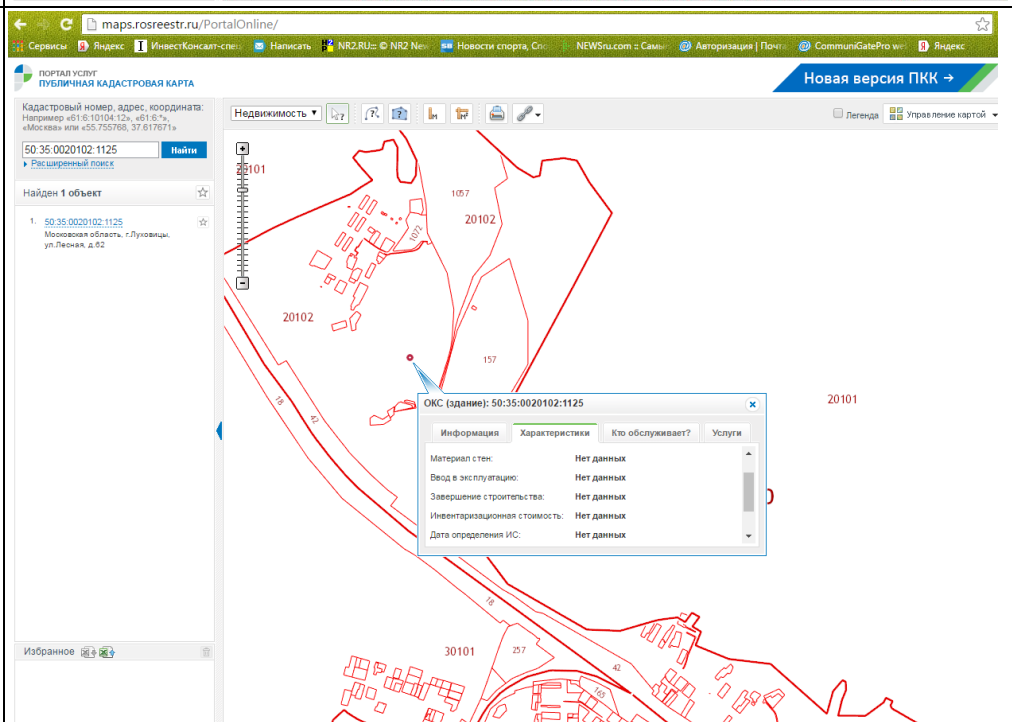 maps.rosreestr.ru/PortalOnline/
Сервисы Яндекс ИнвестКонсалт-спец Написать NR2.RU::: © NR2 New Новости спорта, Спо NEWSru.com :: Самы Авторизация | Почта CommuniGatePro we Яндекс
ПОРТАЛ УСЛУГ
ПУБЛИЧНАЯ КАДАСТРОВАЯ КАРТА
Новая версия ПКК →
Кадастровый номер, адрес, координата:
Например «61:6:10104:12», «61:6:*»,
«Москва» или «55.755768, 37.617671»
50:35:0020102:1125 Найти
Расширенный поиск
Недвижимость
Легенда Управление картой
Найден 1 объект
1. 50:35:0020102:1125
Московская область, г.Луховицы,
ул.Лесная, д.62
20101
1057
20102
1072
20102
157
18
42
20101
ОКС (здание): 50:35:0020102:1125
Информация Характеристики Кто обслуживает? Услуги
Материал стен: Нет данных
Ввод в эксплуатацию: Нет данных
Завершение строительства: Нет данных
Инвентаризационная стоимость: Нет данных
Дата определения ИС: Нет данных
18
30101
257
42
165
Избранное